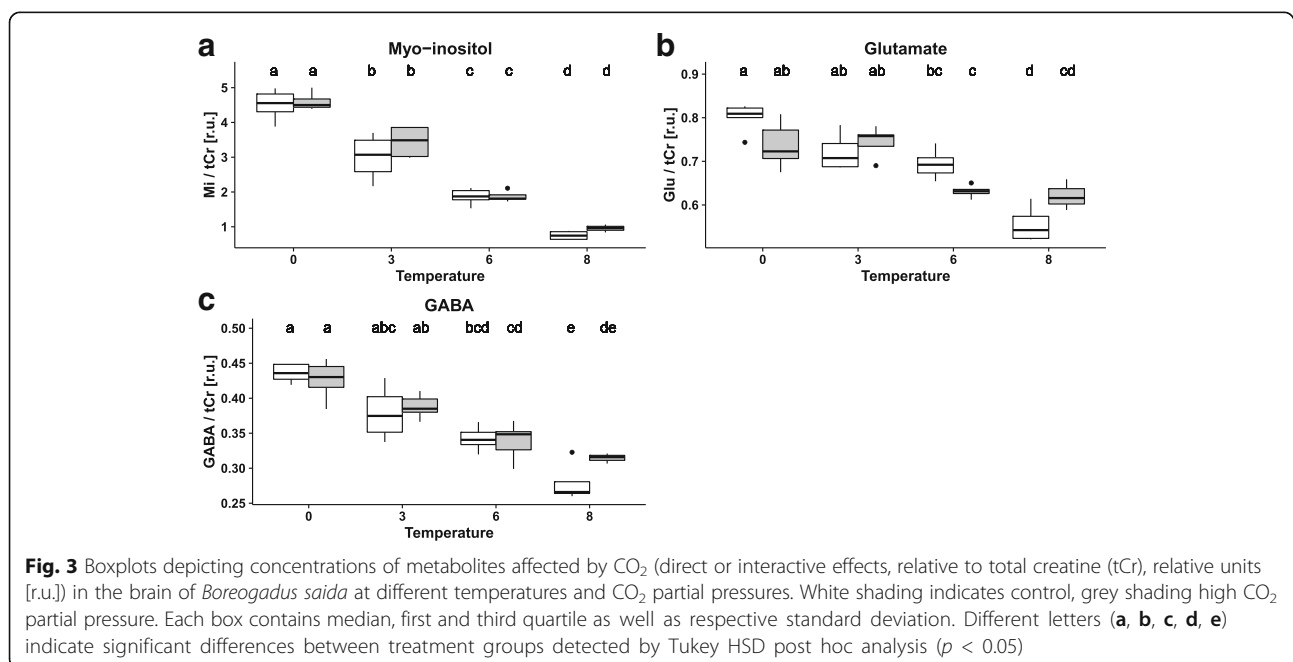 a
Myo-inositol
a a b b c c d d
5
4
3
2
1
Mi / tCr [r.u.]
0 3 6 8
Temperature
b
Glutamate
a ab ab ab bc c d cd
0.9
0.8
0.7
0.6
Glu / tCr [r.u.]
0 3 6 8
Temperature
c
GABA
a a abc ab bcd cd e de
0.50
0.45
0.40
0.35
0.30
0.25
GABA / tCr [r.u.]
0 3 6 8
Temperature
Fig. 3 Boxplots depicting concentrations of metabolites affected by CO₂ (direct or interactive effects, relative to total creatine (tCr), relative units
[r.u.]) in the brain of Boreogadus saida at different temperatures and CO₂ partial pressures. White shading indicates control, grey shading high CO₂
partial pressure. Each box contains median, first and third quartile as well as respective standard deviation. Different letters (a, b, c, d, e)
indicate significant differences between treatment groups detected by Tukey HSD post hoc analysis (p < 0.05)